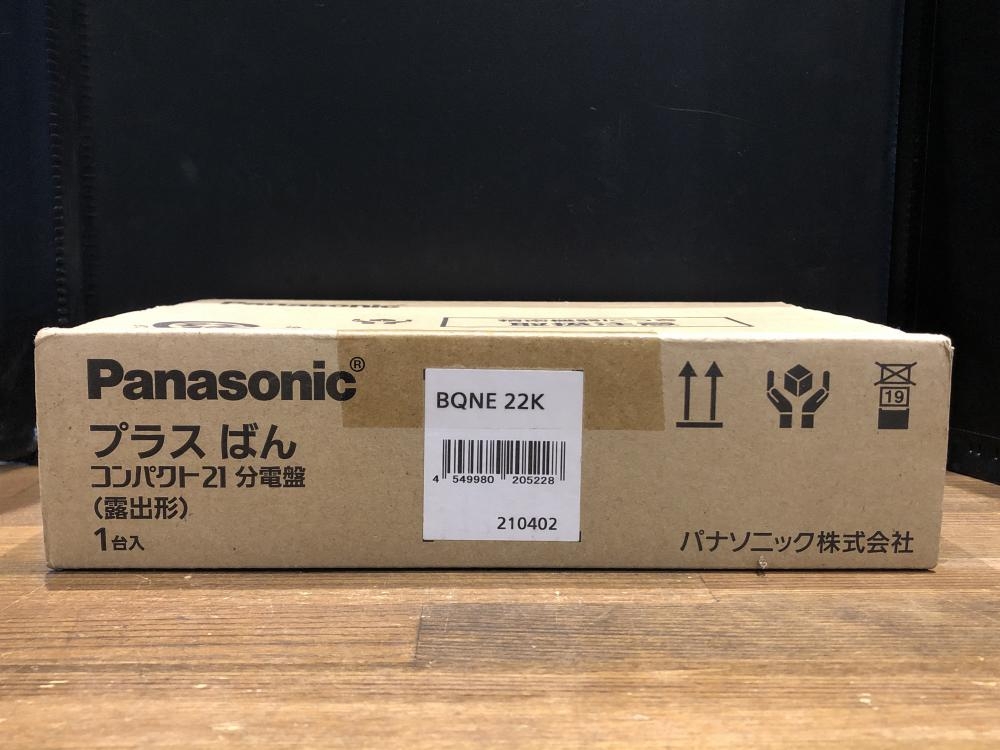 Panasonic
Panasonic®
プラス ばん
コンパクト21 分電盤
(露出形)
1台入
BQNE 22K
4 549980 205228
210402
19
パナソニック株式会社